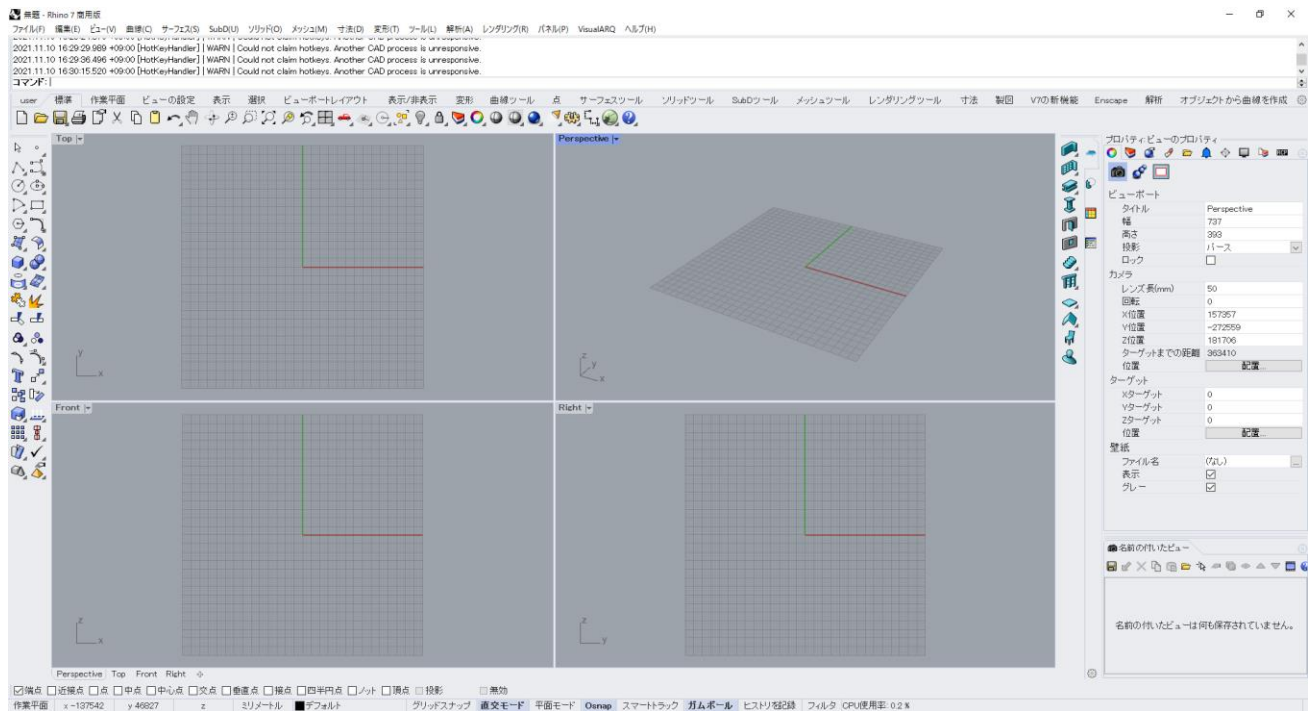 無題 - Rhino 7 商用版
ファイル(F) 編集(E) ビュー(V) 曲線(C) サーフェス(S) SubD(U) ソリッド(O) メッシュ(M) 寸法(D) 変形(T) ツール(L) 解析(A) レンダリング(R) パネル(P) VisualARQ ヘルプ(H)
2021.11.10 16:29:29.989 +09:00 [HotKeyHandler] | WARN | Could not claim hotkeys. Another CAD process is unresponsive.
2021.11.10 16:29:36.496 +09:00 [HotKeyHandler] | WARN | Could not claim hotkeys. Another CAD process is unresponsive.
2021.11.10 16:30:15.520 +09:00 [HotKeyHandler] | WARN | Could not claim hotkeys. Another CAD process is unresponsive.
コマンド:
user 標準 作業平面 ビューの設定 表示 選択 ビューポートレイアウト 表示/非表示 変形 曲線ツール 点 サーフェスツール ソリッドツール SubDツール メッシュツール レンダリングツール 寸法 製図 V7の新機能 Enscape 解析 オブジェクトから曲線を作成
Top
Perspective
y
x
z
y
x
Front
Right
z
x
z
y
プロパティ:ビューのプロパティ
ビューポート
タイトル Perspective
幅 737
高さ 393
投影 パース
ロック
カメラ
レンズ長(mm) 50
回転 0
X位置 157357
Y位置 -272559
Z位置 181706
ターゲットまでの距離 363410
位置 配置...
ターゲット
Xターゲット 0
Yターゲット 0
Zターゲット 0
位置 配置...
壁紙
ファイル名 (なし) ...
表示
グレー
名前の付いたビュー
名前の付いたビューは何も保存されていません。
Perspective Top Front Right
端点 近接点 点 中点 中心点 交点 垂直点 接点 四半円点 ノット 頂点 投影 無効
作業平面 x -137542 y 46827 z ミリメートル デフォルト グリッドスナップ 直交モード 平面モード Osnap スマートトラック ガムボール ヒストリを記録 フィルタ CPU使用率: 0.2 %